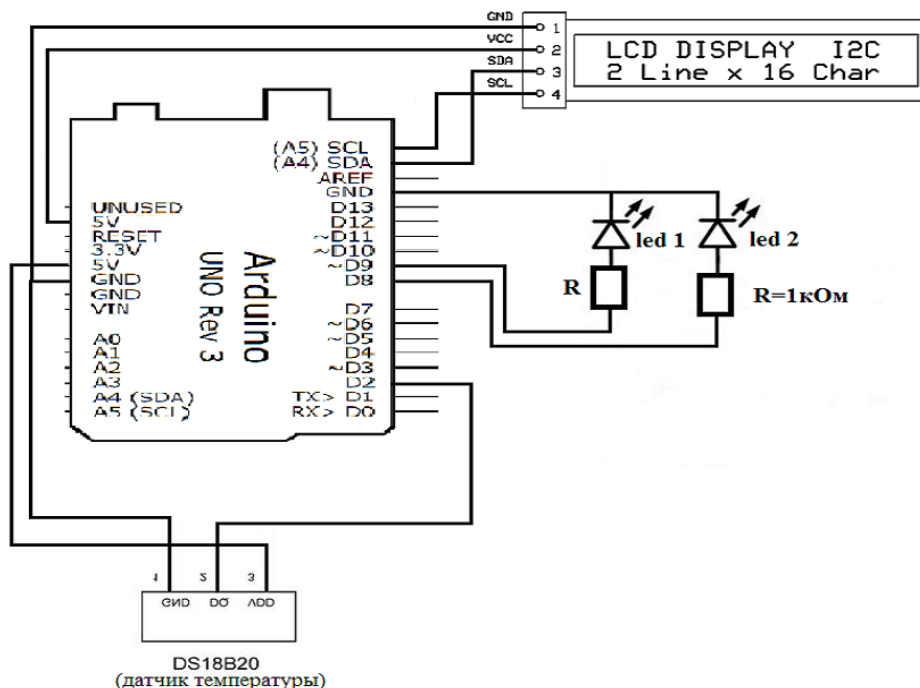 GND
VCC
SDA
SCL
1
2
3
4
LCD DISPLAY I2C
2 Line x 16 Char
(A5) SCL
(A4) SDA
AREF
GND
D13
D12
~D11
~D10
~D9
D8
D7
~D6
~D5
D4
~D3
D2
TX> D1
RX> D0
UNUSED
5V
RESET
3.3V
5V
GND
GND
VIN
A0
A1
A2
A3
A4 (SDA)
A5 (SCL)
Arduino
UNO Rev 3
led 1
led 2
R
R=1кОм
1 2 3
GND DQ VDD
DS18B20
(датчик температуры)